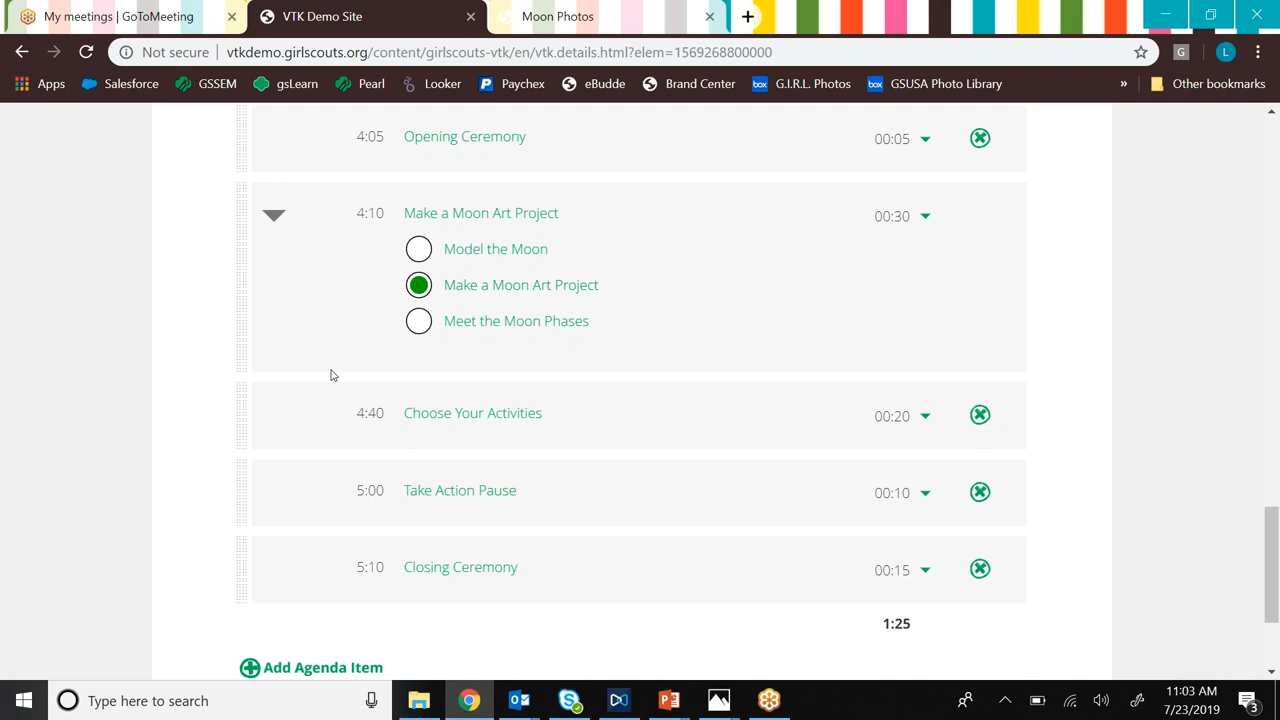 My meetings | GoToMeeting
VTK Demo Site
Moon Photos
Not secure
vtkdemo.girlscouts.org/content/girlscouts-vtk/en/vtk.details.html?elem=1569268800000
G
L
Apps
Salesforce
GSSEM
gsLearn
Pearl
Looker
Paychex
eBudde
Brand Center
box
G.I.R.L. Photos
box
GSUSA Photo Library
»
Other bookmarks
4:05 Opening Ceremony 00:05
4:10 Make a Moon Art Project 00:30
Model the Moon
Make a Moon Art Project
Meet the Moon Phases
4:40 Choose Your Activities 00:20
5:00 Take Action Pause 00:10
5:10 Closing Ceremony 00:15
1:25
Add Agenda Item
Type here to search
11:03 AM
7/23/2019
3